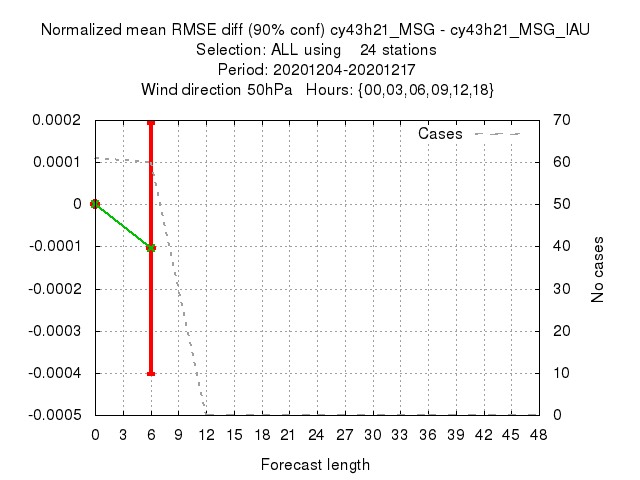 Normalized mean RMSE diff (90% conf) cy43h21_MSG - cy43h21_MSG_IAU
Selection: ALL using    24 stations
Period: 20201204-20201217
Wind direction 50hPa   Hours: {00,03,06,09,12,18}
Cases
0.0002
0.0001
0
-0.0001
-0.0002
-0.0003
-0.0004
-0.0005
70
60
50
40
30
20
10
0
No cases
0 3 6 9 12 15 18 21 24 27 30 33 36 39 42 45 48
Forecast length